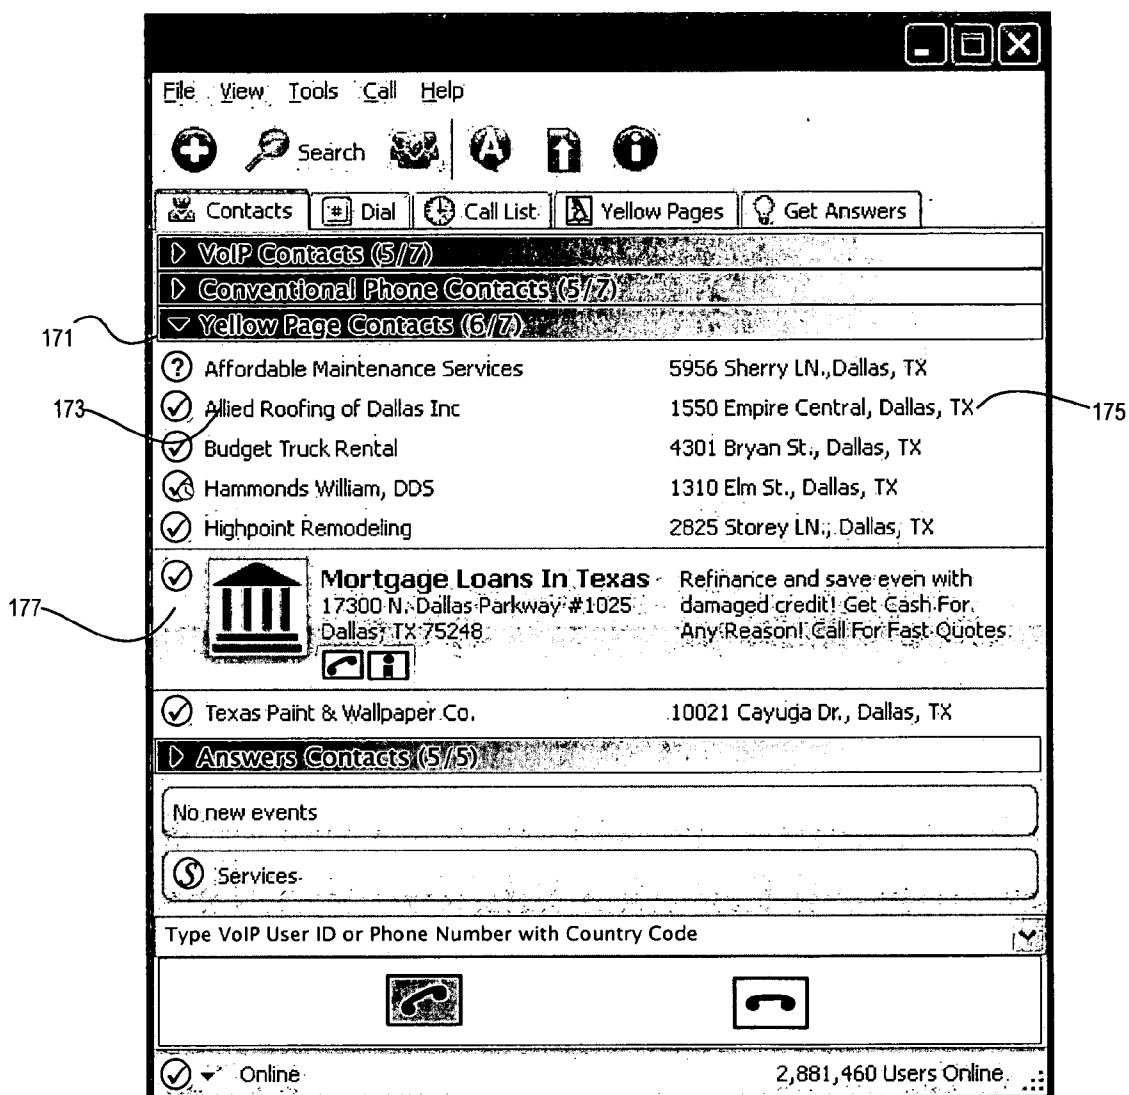 File View Tools Call Help
Search
Contacts Dial Call List Yellow Pages Get Answers
VoIP Contacts (5/7)
Conventional Phone Contacts (5/7)
171
Yellow Page Contacts (6/7)
Affordable Maintenance Services 5956 Sherry LN.,Dallas, TX
173
Allied Roofing of Dallas Inc 1550 Empire Central, Dallas, TX
175
Budget Truck Rental 4301 Bryan St., Dallas, TX
Hammonds William, DDS 1310 Elm St., Dallas, TX
Highpoint Remodeling 2825 Storey LN., Dallas, TX
177
Mortgage Loans In Texas
17300 N. Dallas Parkway #1025
Dallas, TX 75248
Refinance and save even with
damaged credit! Get Cash For
Any Reason! Call For Fast Quotes.
Texas Paint & Wallpaper Co. 10021 Cayuga Dr., Dallas, TX
Answers Contacts (5/5)
No new events
Services
Type VoIP User ID or Phone Number with Country Code
Online 2,881,460 Users Online